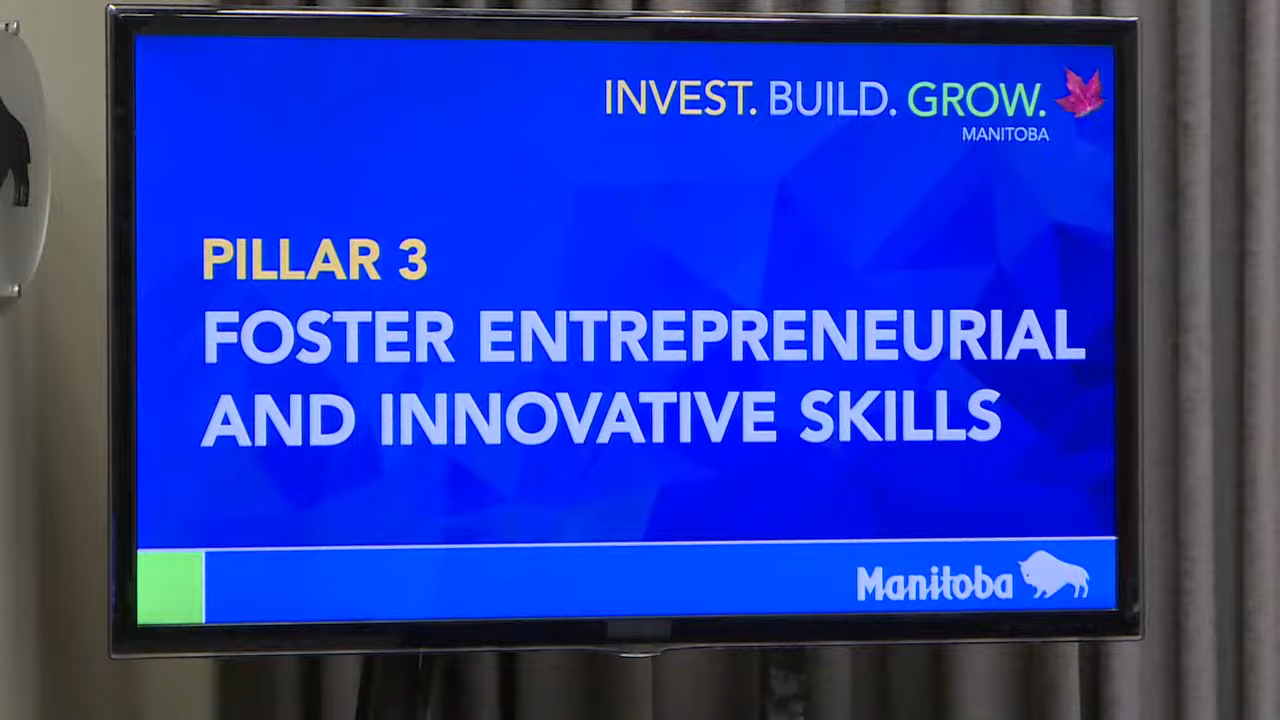 INVEST. BUILD. GROW.
MANITOBA
PILLAR 3
FOSTER ENTREPRENEURIAL
AND INNOVATIVE SKILLS
Manitoba